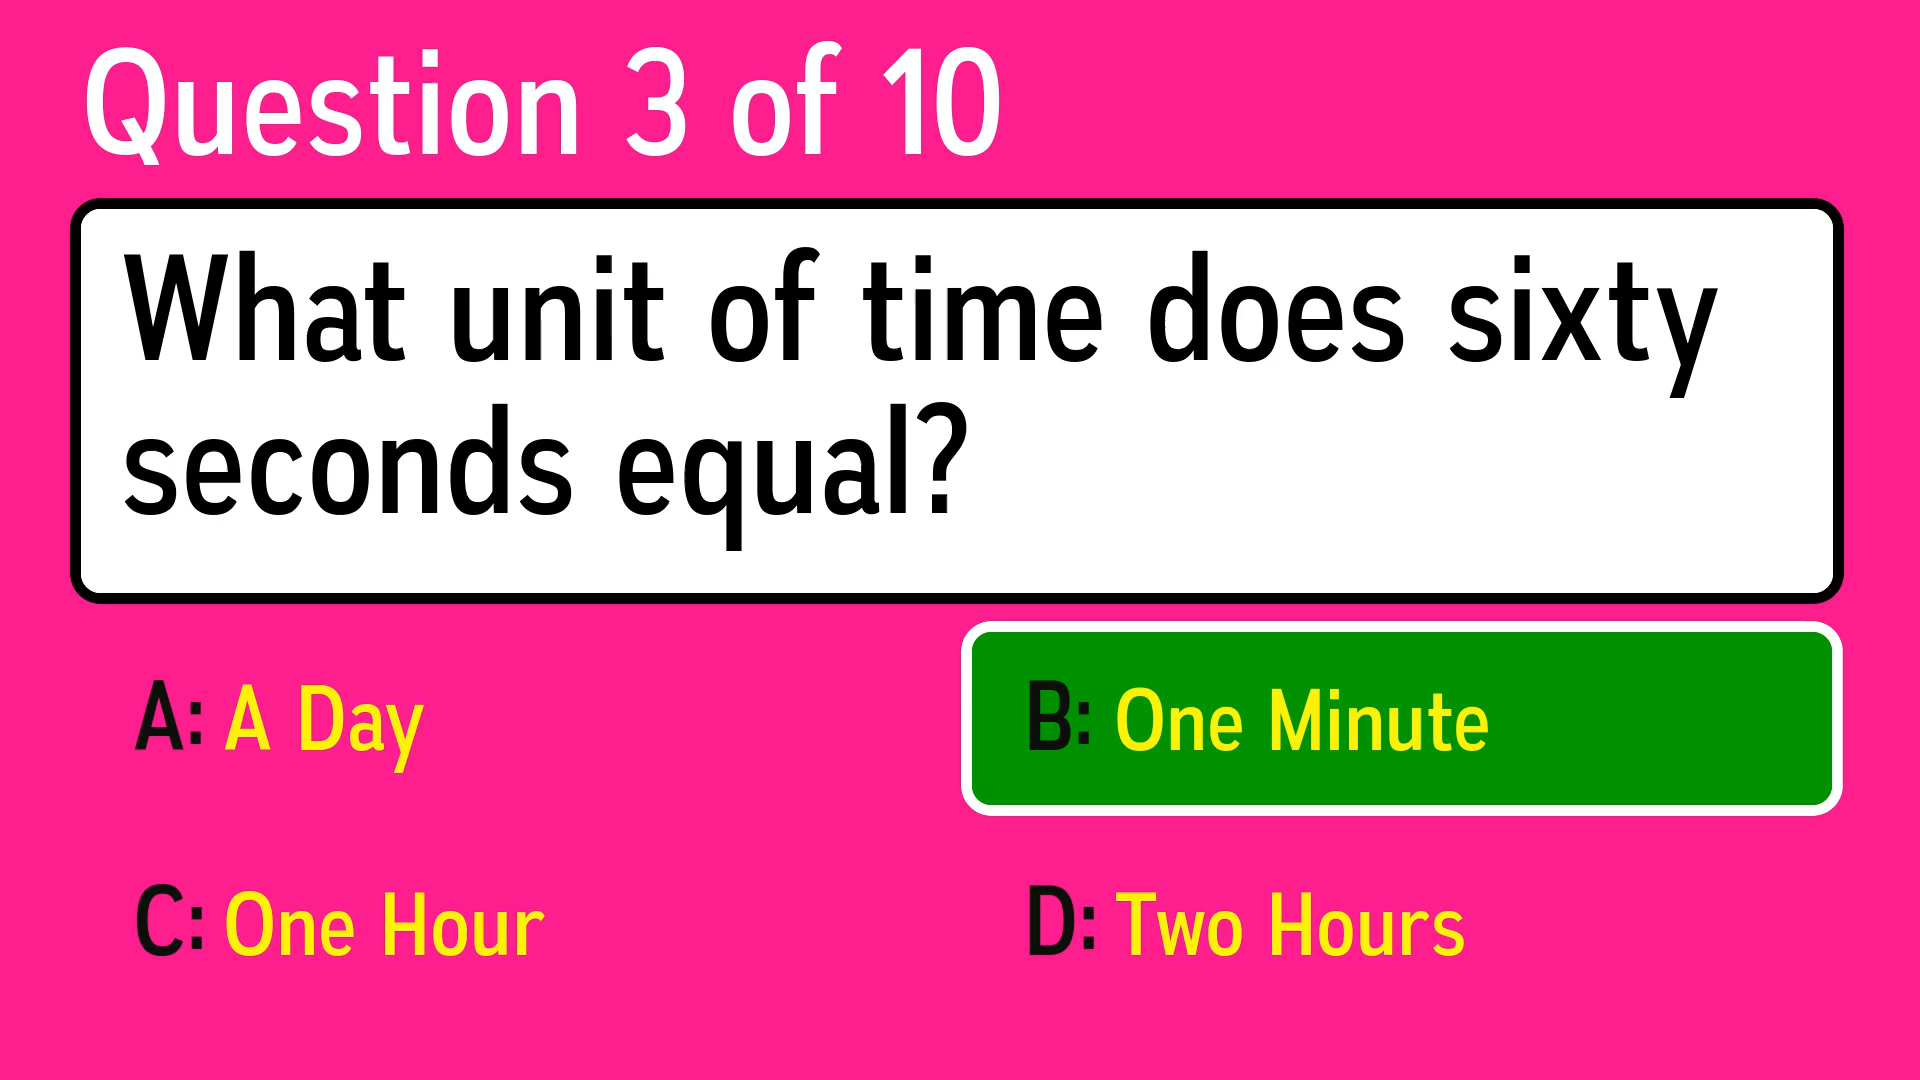 Question 3 of 10
What unit of time does sixty
seconds equal?
A: A Day
B: One Minute
C: One Hour
D: Two Hours